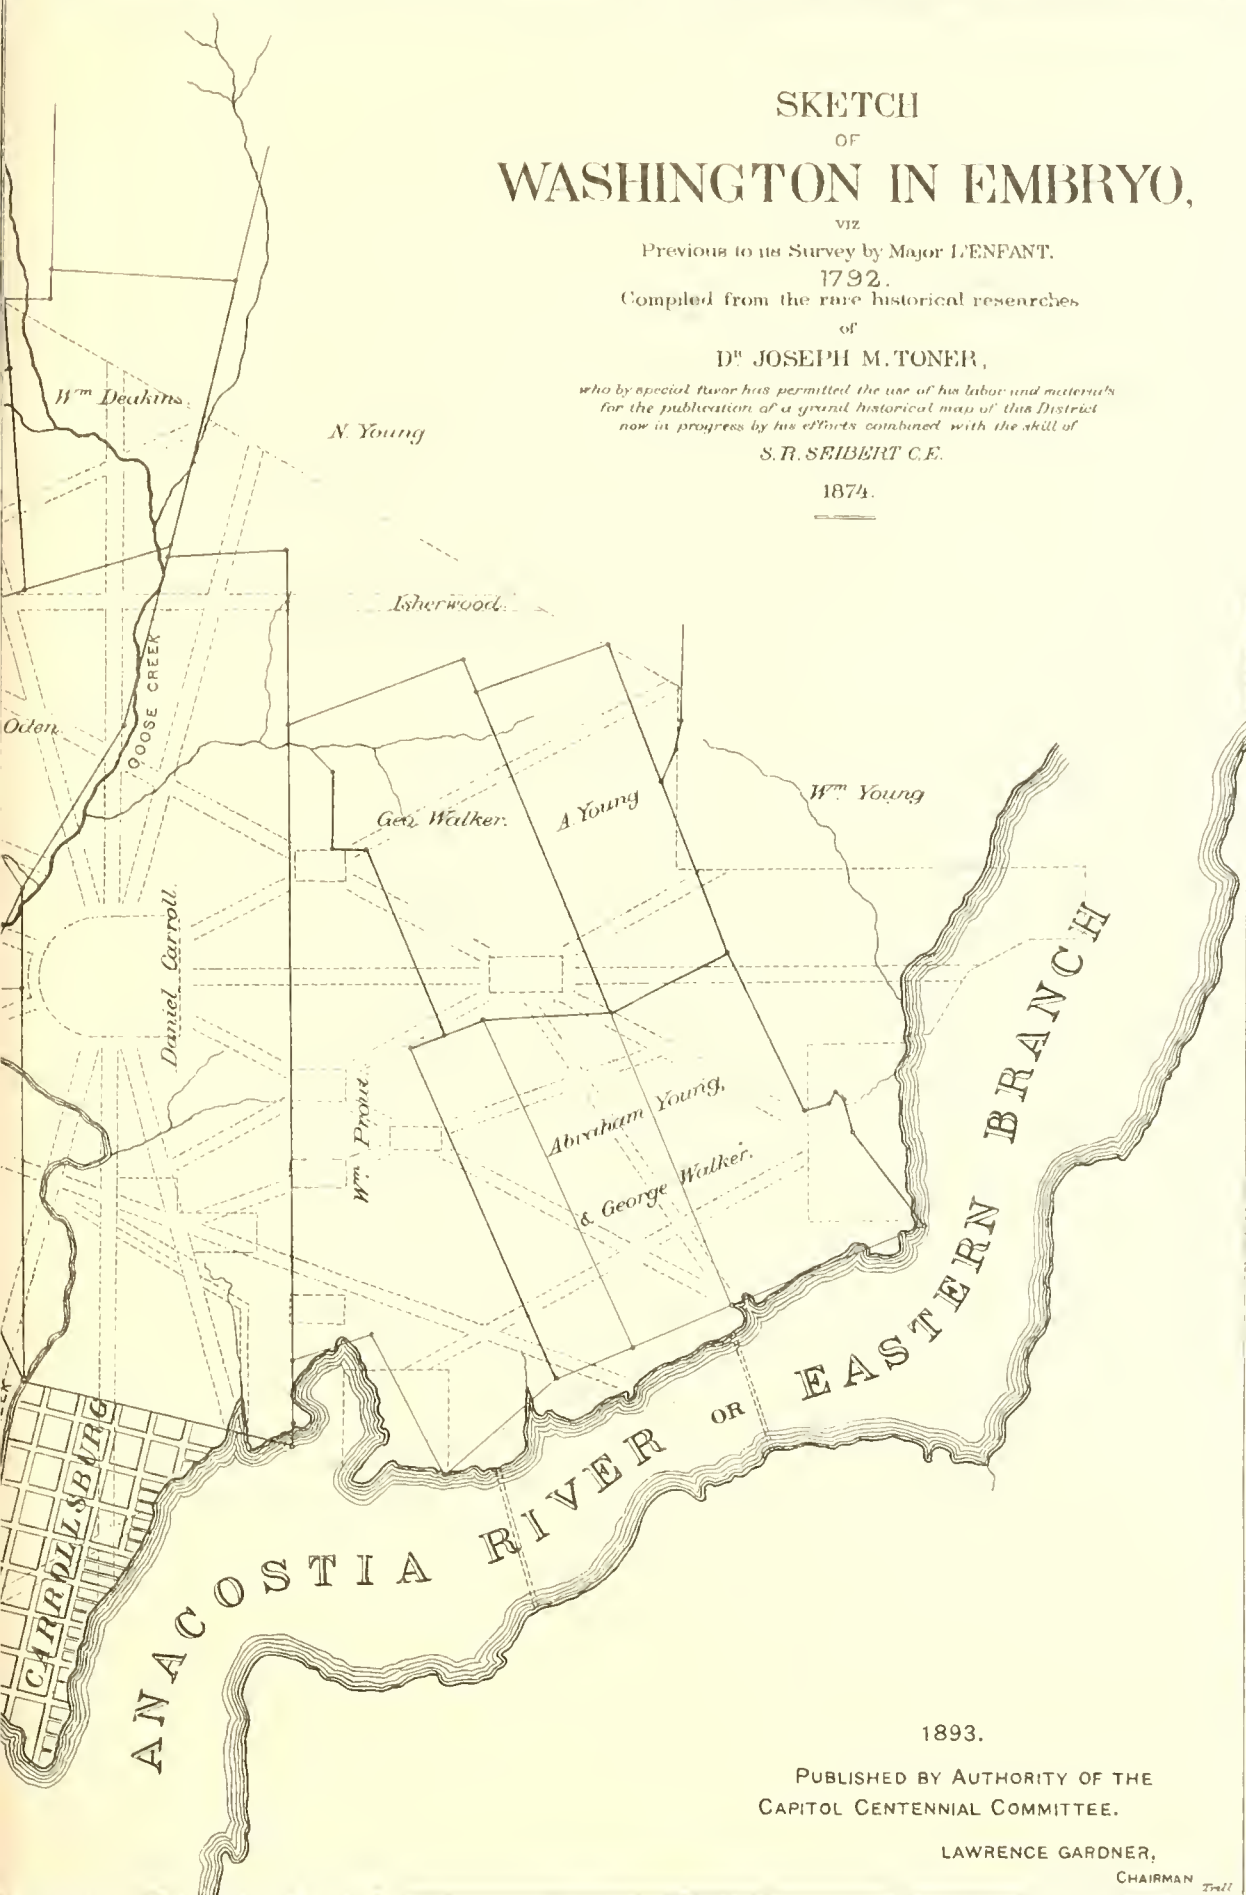 SKETCH
OF
WASHINGTON IN EMBRYO,
VIZ
Previous to its Survey by Major L'ENFANT.
1792.
Compiled from the rare historical researches
of
Dr. JOSEPH M. TONER,
who by special favor has permitted the use of his labor and materials
for the publication of a grand historical map of this District
now in progress by his efforts combined with the skill of
S. R. SEIBERT C.E.
1874.
Wm Deakins.
N. Young
Isherwood.
GOOSE CREEK
Oden.
Geo. Walker.
A. Young
Wm Young
Daniel Carroll.
Wm Prout.
Abraham Young,
& George Walker.
CARROLLSBURG
ANACOSTIA RIVER OR EASTERN BRANCH
1893.
PUBLISHED BY AUTHORITY OF THE
CAPITOL CENTENNIAL COMMITTEE.
LAWRENCE GARDNER,
CHAIRMAN